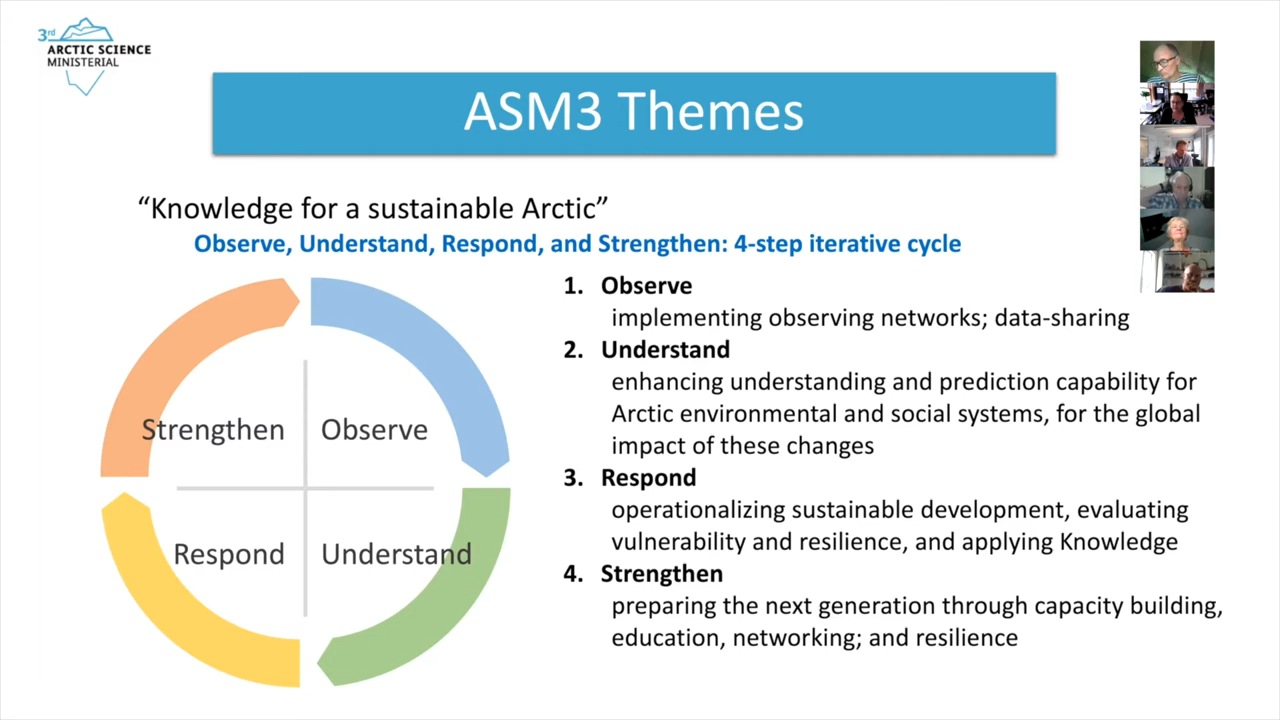 3rd
ARCTIC SCIENCE
MINISTERIAL
ASM3 Themes
“Knowledge for a sustainable Arctic”
Observe, Understand, Respond, and Strengthen: 4-step iterative cycle
Strengthen
Observe
Respond
Understand
1. Observe
implementing observing networks; data-sharing
2. Understand
enhancing understanding and prediction capability for
Arctic environmental and social systems, for the global
impact of these changes
3. Respond
operationalizing sustainable development, evaluating
vulnerability and resilience, and applying Knowledge
4. Strengthen
preparing the next generation through capacity building,
education, networking; and resilience